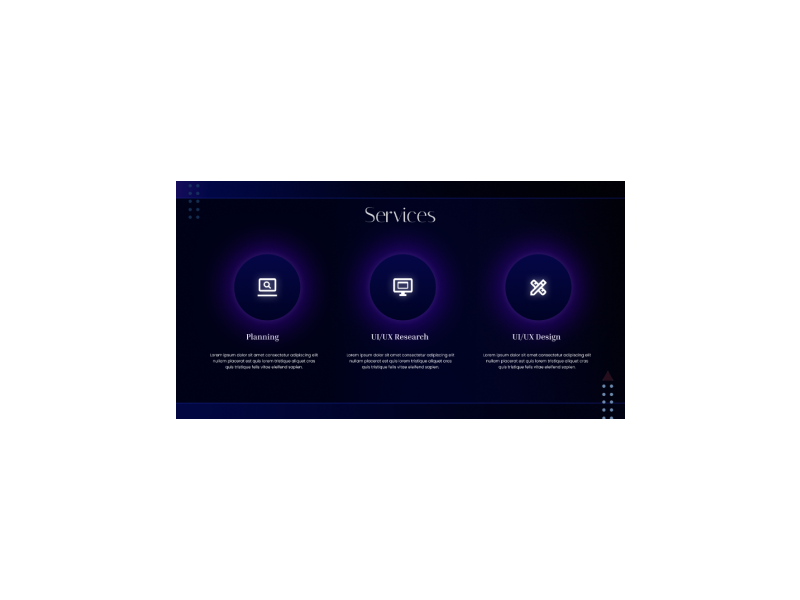 Services
Planning
UI/UX Research
UI/UX Design
Lorem ipsum dolor sit amet consectetur adipiscing elit
nullam placerat est quis lorem tristique aliquet cras
quis tristique felis vitae eleifend sapien.
Lorem ipsum dolor sit amet consectetur adipiscing elit
nullam placerat est quis lorem tristique aliquet cras
quis tristique felis vitae eleifend sapien.
Lorem ipsum dolor sit amet consectetur adipiscing elit
nullam placerat est quis lorem tristique aliquet cras
quis tristique felis vitae eleifend sapien.